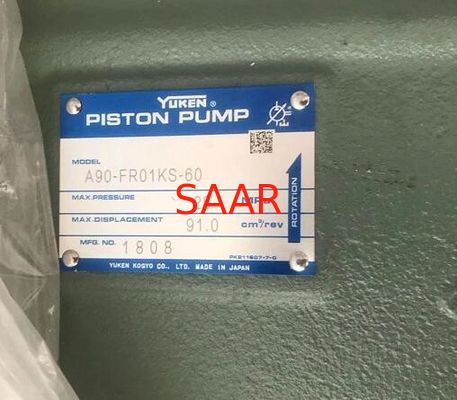 YUKEN ®
PISTON PUMP
MODEL
A90-FR01KS-60
MAX.PRESSURE
SAAR
MAX.DISPLACEMENT 91.0 cm³/rev
MFG. NO. 1808
ROTATION
YUKEN KOGYO CO., LTD. MADE IN JAPAN